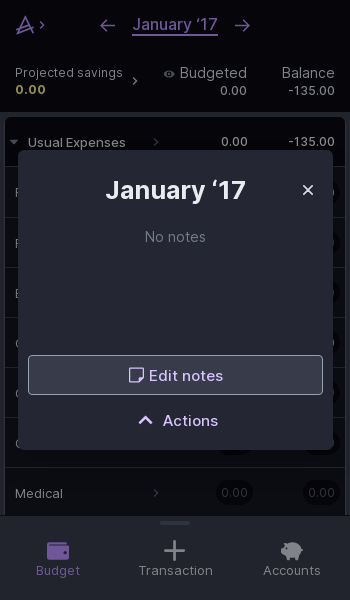 January ‘17
Projected savings
0.00
Budgeted
0.00
Balance
-135.00
Usual Expenses
0.00
-135.00
January ‘17
No notes
Edit notes
Actions
Medical
0.00
0.00
Budget
Transaction
Accounts